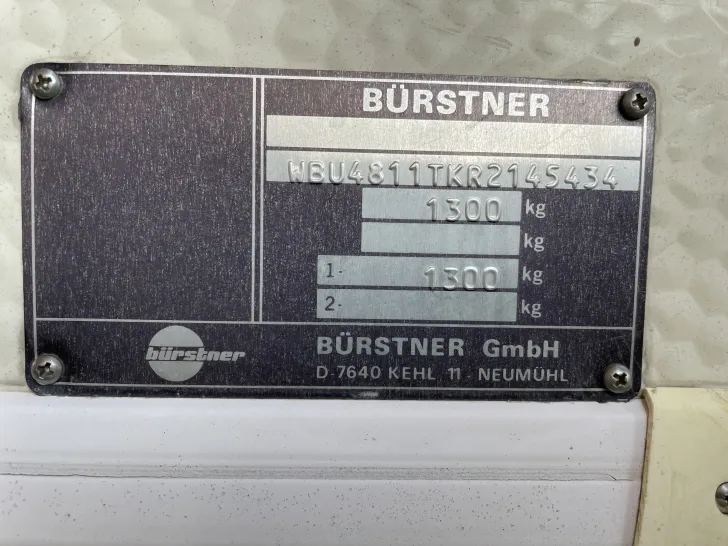 BÜRSTNER
WBU4811TKR2145434
1300 kg
kg
1- 1300 kg
2- kg
bürstner
BÜRSTNER GmbH
D-7640 KEHL 11 - NEUMÜHL